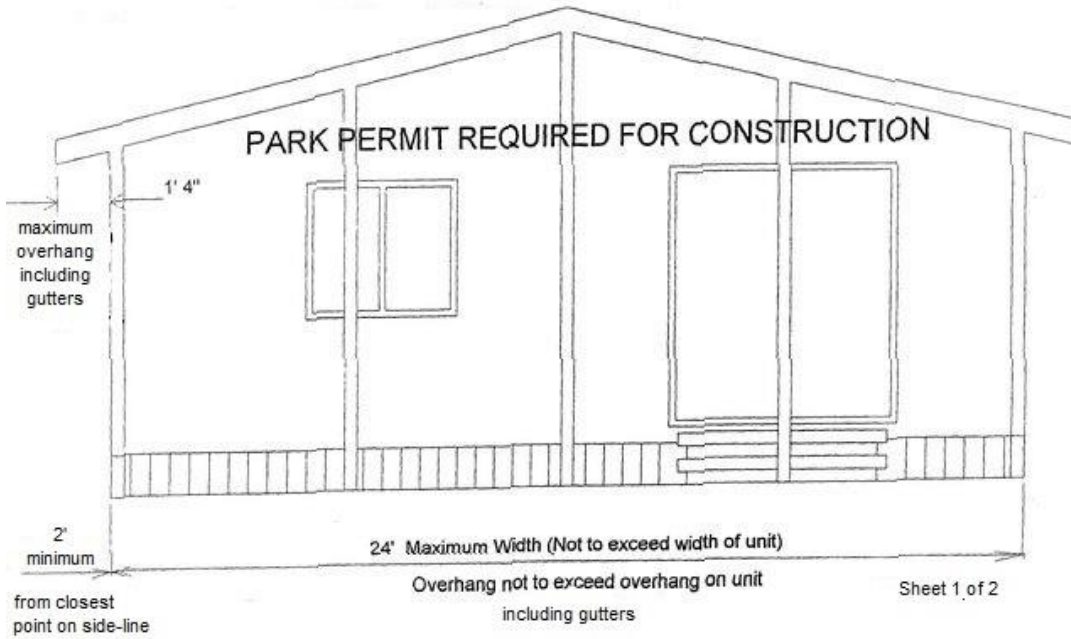 PARK PERMIT REQUIRED FOR CONSTRUCTION
1' 4"
maximum
overhang
including
gutters
2'
minimum
from closest
point on side-line
24' Maximum Width (Not to exceed width of unit)
Overhang not to exceed overhang on unit
including gutters
Sheet 1 of 2